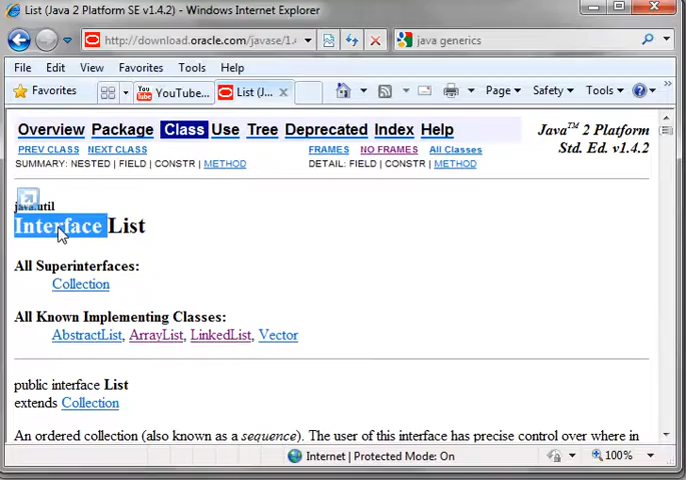 List (Java 2 Platform SE v1.4.2) - Windows Internet Explorer
http://download.oracle.com/javase/1.4
java generics
File Edit View Favorites Tools Help
Favorites
YouTube...
List (J...
Page
Safety
Tools
Overview Package Class Use Tree Deprecated Index Help
Java™ 2 Platform
Std. Ed. v1.4.2
PREV CLASS NEXT CLASS
FRAMES NO FRAMES All Classes
SUMMARY: NESTED | FIELD | CONSTR | METHOD
DETAIL: FIELD | CONSTR | METHOD
java.util
Interface List
All Superinterfaces:
Collection
All Known Implementing Classes:
AbstractList, ArrayList, LinkedList, Vector
public interface List
extends Collection
An ordered collection (also known as a sequence). The user of this interface has precise control over where in
Internet | Protected Mode: On
100%